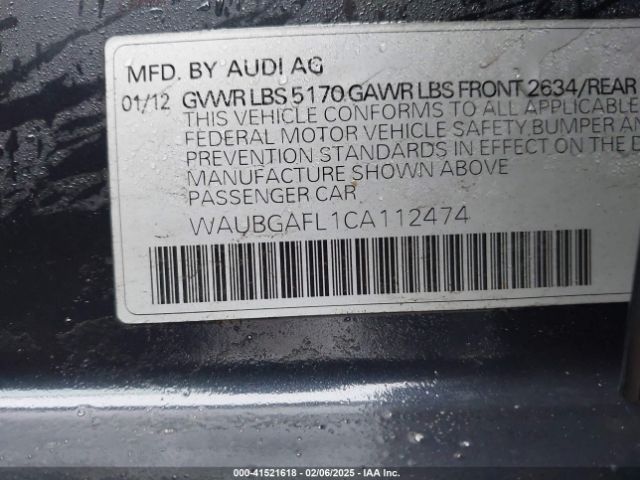 MFD. BY AUDI AG
01/12 GVWR LBS 5170 GAWR LBS FRONT 2634/REAR
THIS VEHICLE CONFORMS TO ALL APPLICABLE
FEDERAL MOTOR VEHICLE SAFETY, BUMPER AN
PREVENTION STANDARDS IN EFFECT ON THE D
MANUFACTURE SHOWN ABOVE
PASSENGER CAR
WAUBGAFL1CA112474
000-41521618 - 02/06/2025 - IAA Inc.